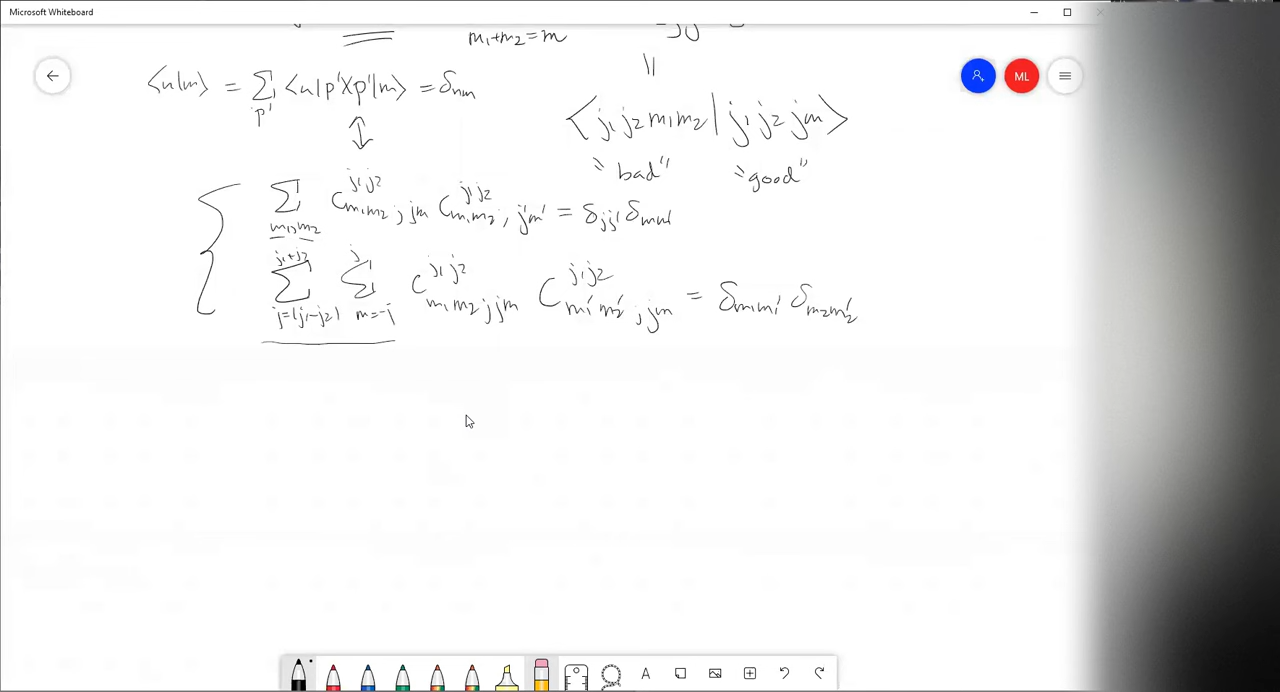 Microsoft Whiteboard
m₁+m₂=m
ML
⟨n|m⟩ = Σ_{p'} ⟨n|p'⟩⟨p'|m⟩ = δ_{nm}
||
⟨j₁j₂m₁m₂|j₁j₂jm⟩
"bad" "good"
Σ_{m₁,m₂} C^{j₁j₂}_{m₁m₂;jm} C^{j₁j₂}_{m₁m₂;j'm'} = δ_{jj'} δ_{mm'}
Σ_{j=|j₁-j₂|}^{j₁+j₂} Σ_{m=-j}^{j} C^{j₁j₂}_{m₁m₂;jm} C^{j₁j₂}_{m₁'m₂';jm} = δ_{m₁m₁'} δ_{m₂m₂'}
A